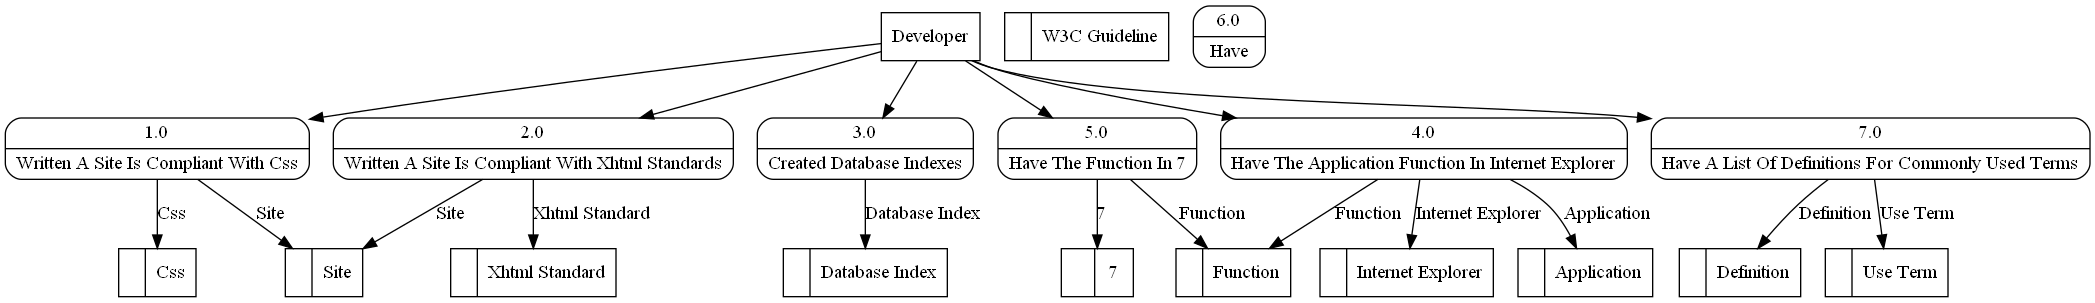 Developer
W3C Guideline
6.0
Have
1.0
Written A Site Is Compliant With Css
2.0
Written A Site Is Compliant With Xhtml Standards
3.0
Created Database Indexes
5.0
Have The Function In 7
4.0
Have The Application Function In Internet Explorer
7.0
Have A List Of Definitions For Commonly Used Terms
Css
Site
Site
Xhtml Standard
Database Index
7
Function
Function
Internet Explorer
Application
Definition
Use Term
Css
Site
Xhtml Standard
Database Index
7
Function
Internet Explorer
Application
Definition
Use Term